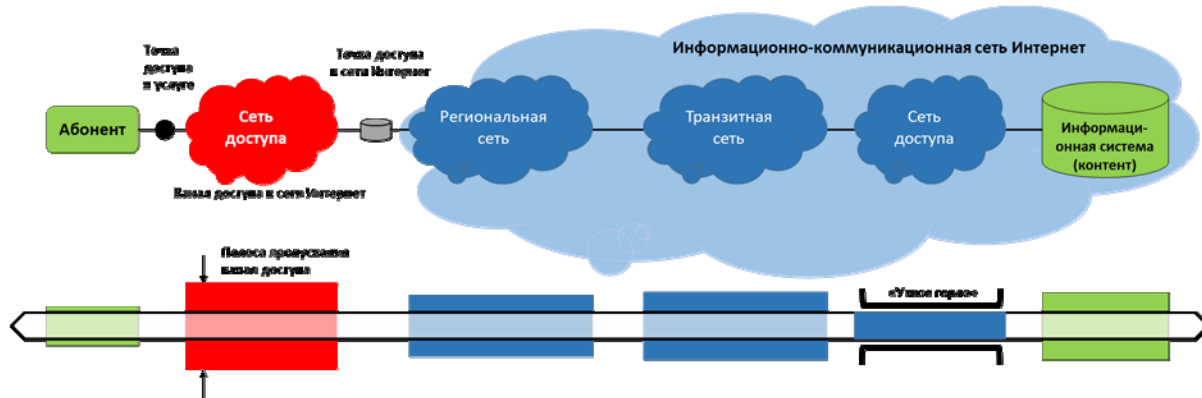 Информационно-коммуникационная сеть Интернет
Точка
доступа
к услуге
Точка доступа
к сети Интернет
Абонент
Сеть
доступа
Региональная
сеть
Транзитная
сеть
Сеть
доступа
Информаци-
онная система
(контент)
Канал доступа к сети Интернет
Полоса пропускания
канал доступа
«Узкое горло»